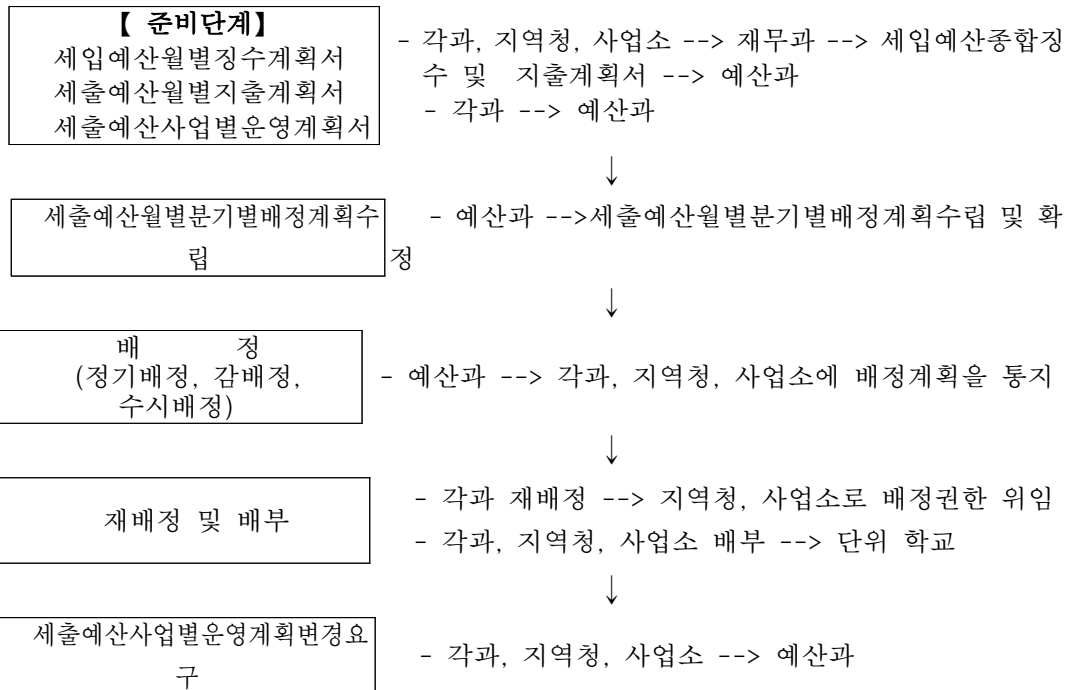 【 준비단계】
세입예산월별징수계획서
세출예산월별지출계획서
세출예산사업별운영계획서
- 각과, 지역청, 사업소 --> 재무과 --> 세입예산종합징
수 및 지출계획서 --> 예산과
- 각과 --> 예산과
↓
세출예산월별분기별배정계획수
립
- 예산과 -->세출예산월별분기별배정계획수립 및 확
정
↓
배 정
(정기배정, 감배정,
수시배정)
- 예산과 --> 각과, 지역청, 사업소에 배정계획을 통지
↓
재배정 및 배부
- 각과 재배정 --> 지역청, 사업소로 배정권한 위임
- 각과, 지역청, 사업소 배부 --> 단위 학교
↓
세출예산사업별운영계획변경요
구
- 각과, 지역청, 사업소 --> 예산과